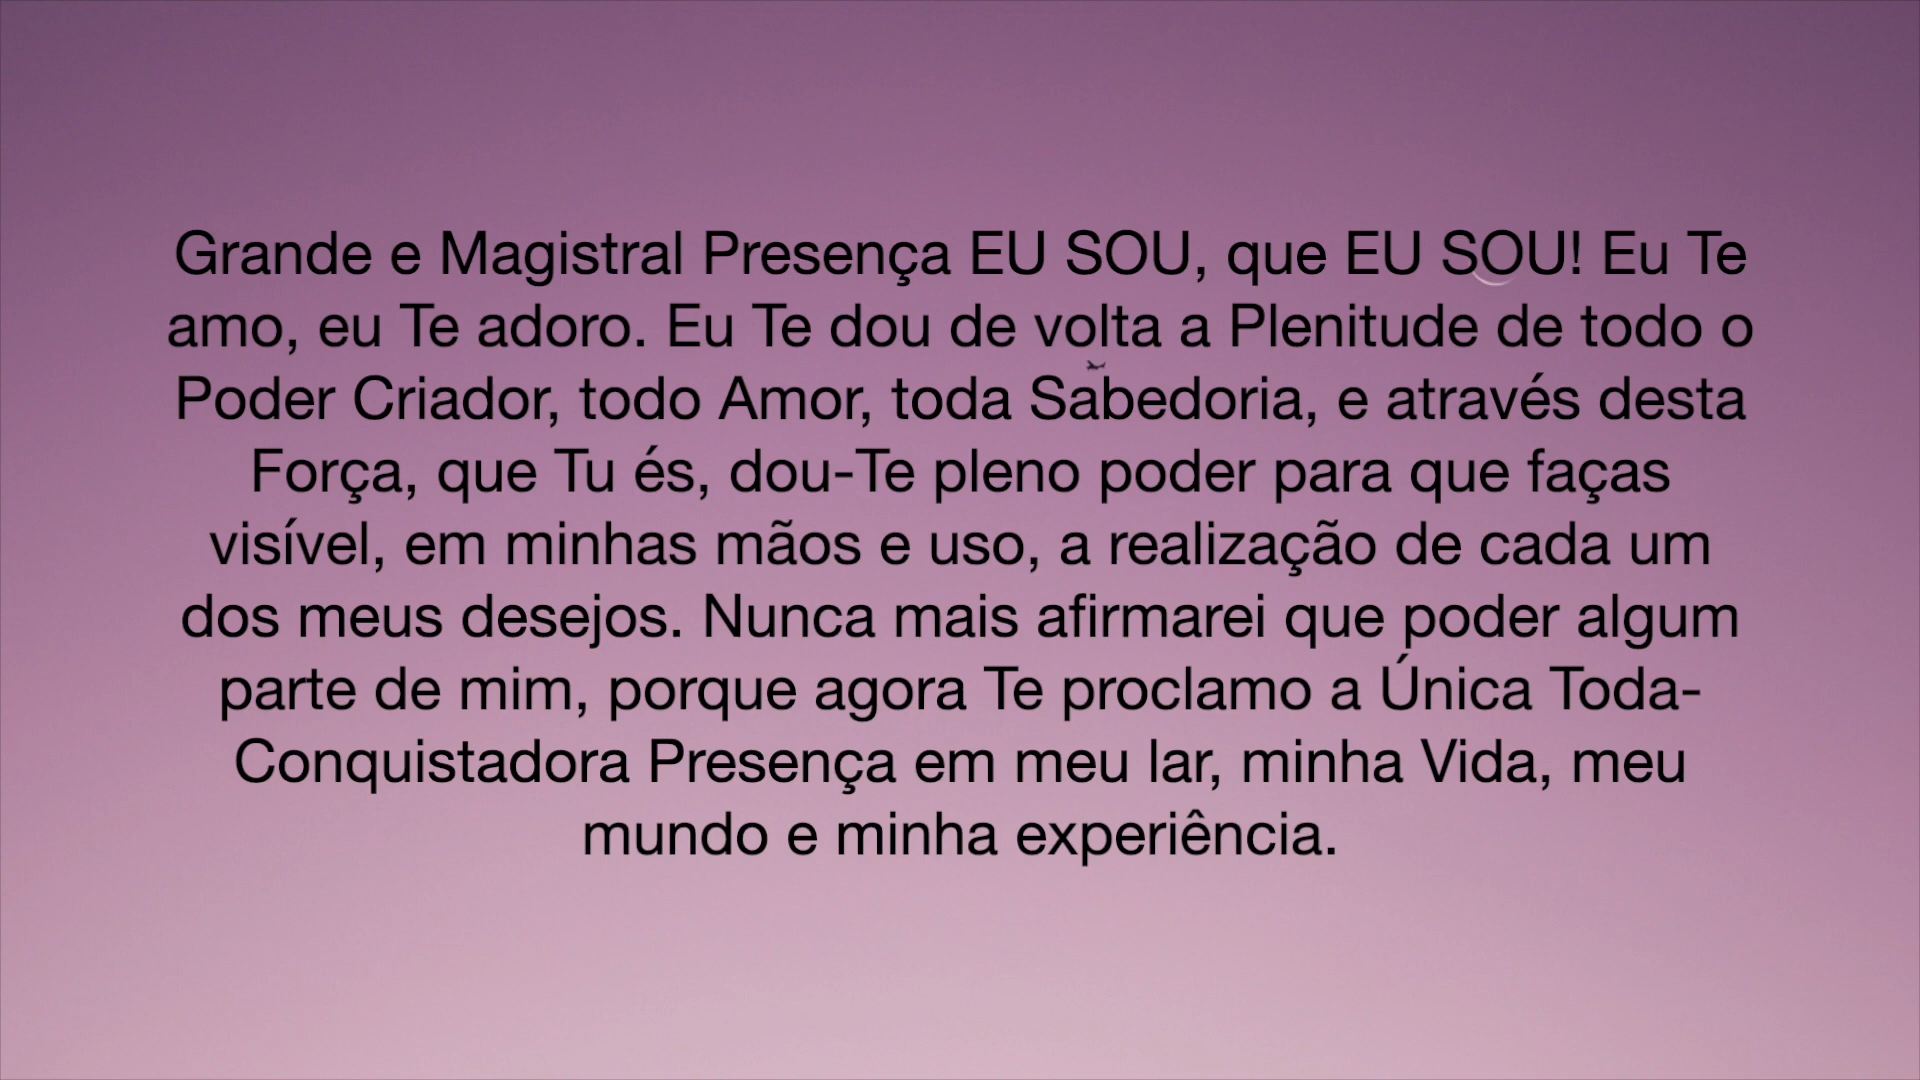 Grande e Magistral Presença EU SOU, que EU SOU! Eu Te
amo, eu Te adoro. Eu Te dou de volta a Plenitude de todo o
Poder Criador, todo Amor, toda Sabedoria, e através desta
Força, que Tu és, dou-Te pleno poder para que faças
visível, em minhas mãos e uso, a realização de cada um
dos meus desejos. Nunca mais afirmarei que poder algum
parte de mim, porque agora Te proclamo a Única Toda-
Conquistadora Presença em meu lar, minha Vida, meu
mundo e minha experiência.